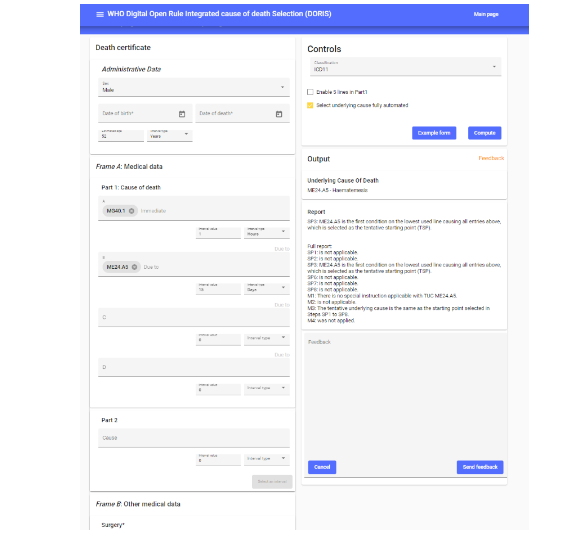 WHO Digital Open Rule Integrated cause of death Selection (DORIS)
Main page
Death certificate
Administrative Data
Sex
Male
Date of birth*
Date of death*
Estimated age
52
Interval type
Years
Frame A: Medical data
Part 1: Cause of death
A
MD40.1
Immediate
Interval value
1
Interval type
Hours
Due to
B
ME24.A5
Due to
Interval value
15
Interval type
Days
Due to
C
Interval value
0
Interval type
Due to
D
Interval value
0
Interval type
Part 2
Cause
Interval value
0
Interval type
Frame B: Other medical data
Surgery*
Controls
Classification
ICD11
Enable 5 lines in Part1
Select underlying cause fully automated
Example form
Compute
Output
Feedback
Underlying Cause Of Death
ME24.A5 - Haematemesis
Report
SP3: ME24.A5 is the first condition on the lowest used line causing all entries above,
which is selected as the tentative starting point (TSP).
Full report:
SP1: is not applicable.
SP2: is not applicable.
SP3: ME24.A5 is the first condition on the lowest used line causing all entries above,
which is selected as the tentative starting point (TSP).
SP6: is not applicable.
SP7: is not applicable.
SP8: is not applicable.
M1: There is no special instruction applicable with TUC ME24.A5.
M2: is not applicable.
M3: The tentative underlying cause is the same as the starting point selected in
Steps SP1 to SP8.
M4: was not applied.
Feedback
Cancel
Send feedback